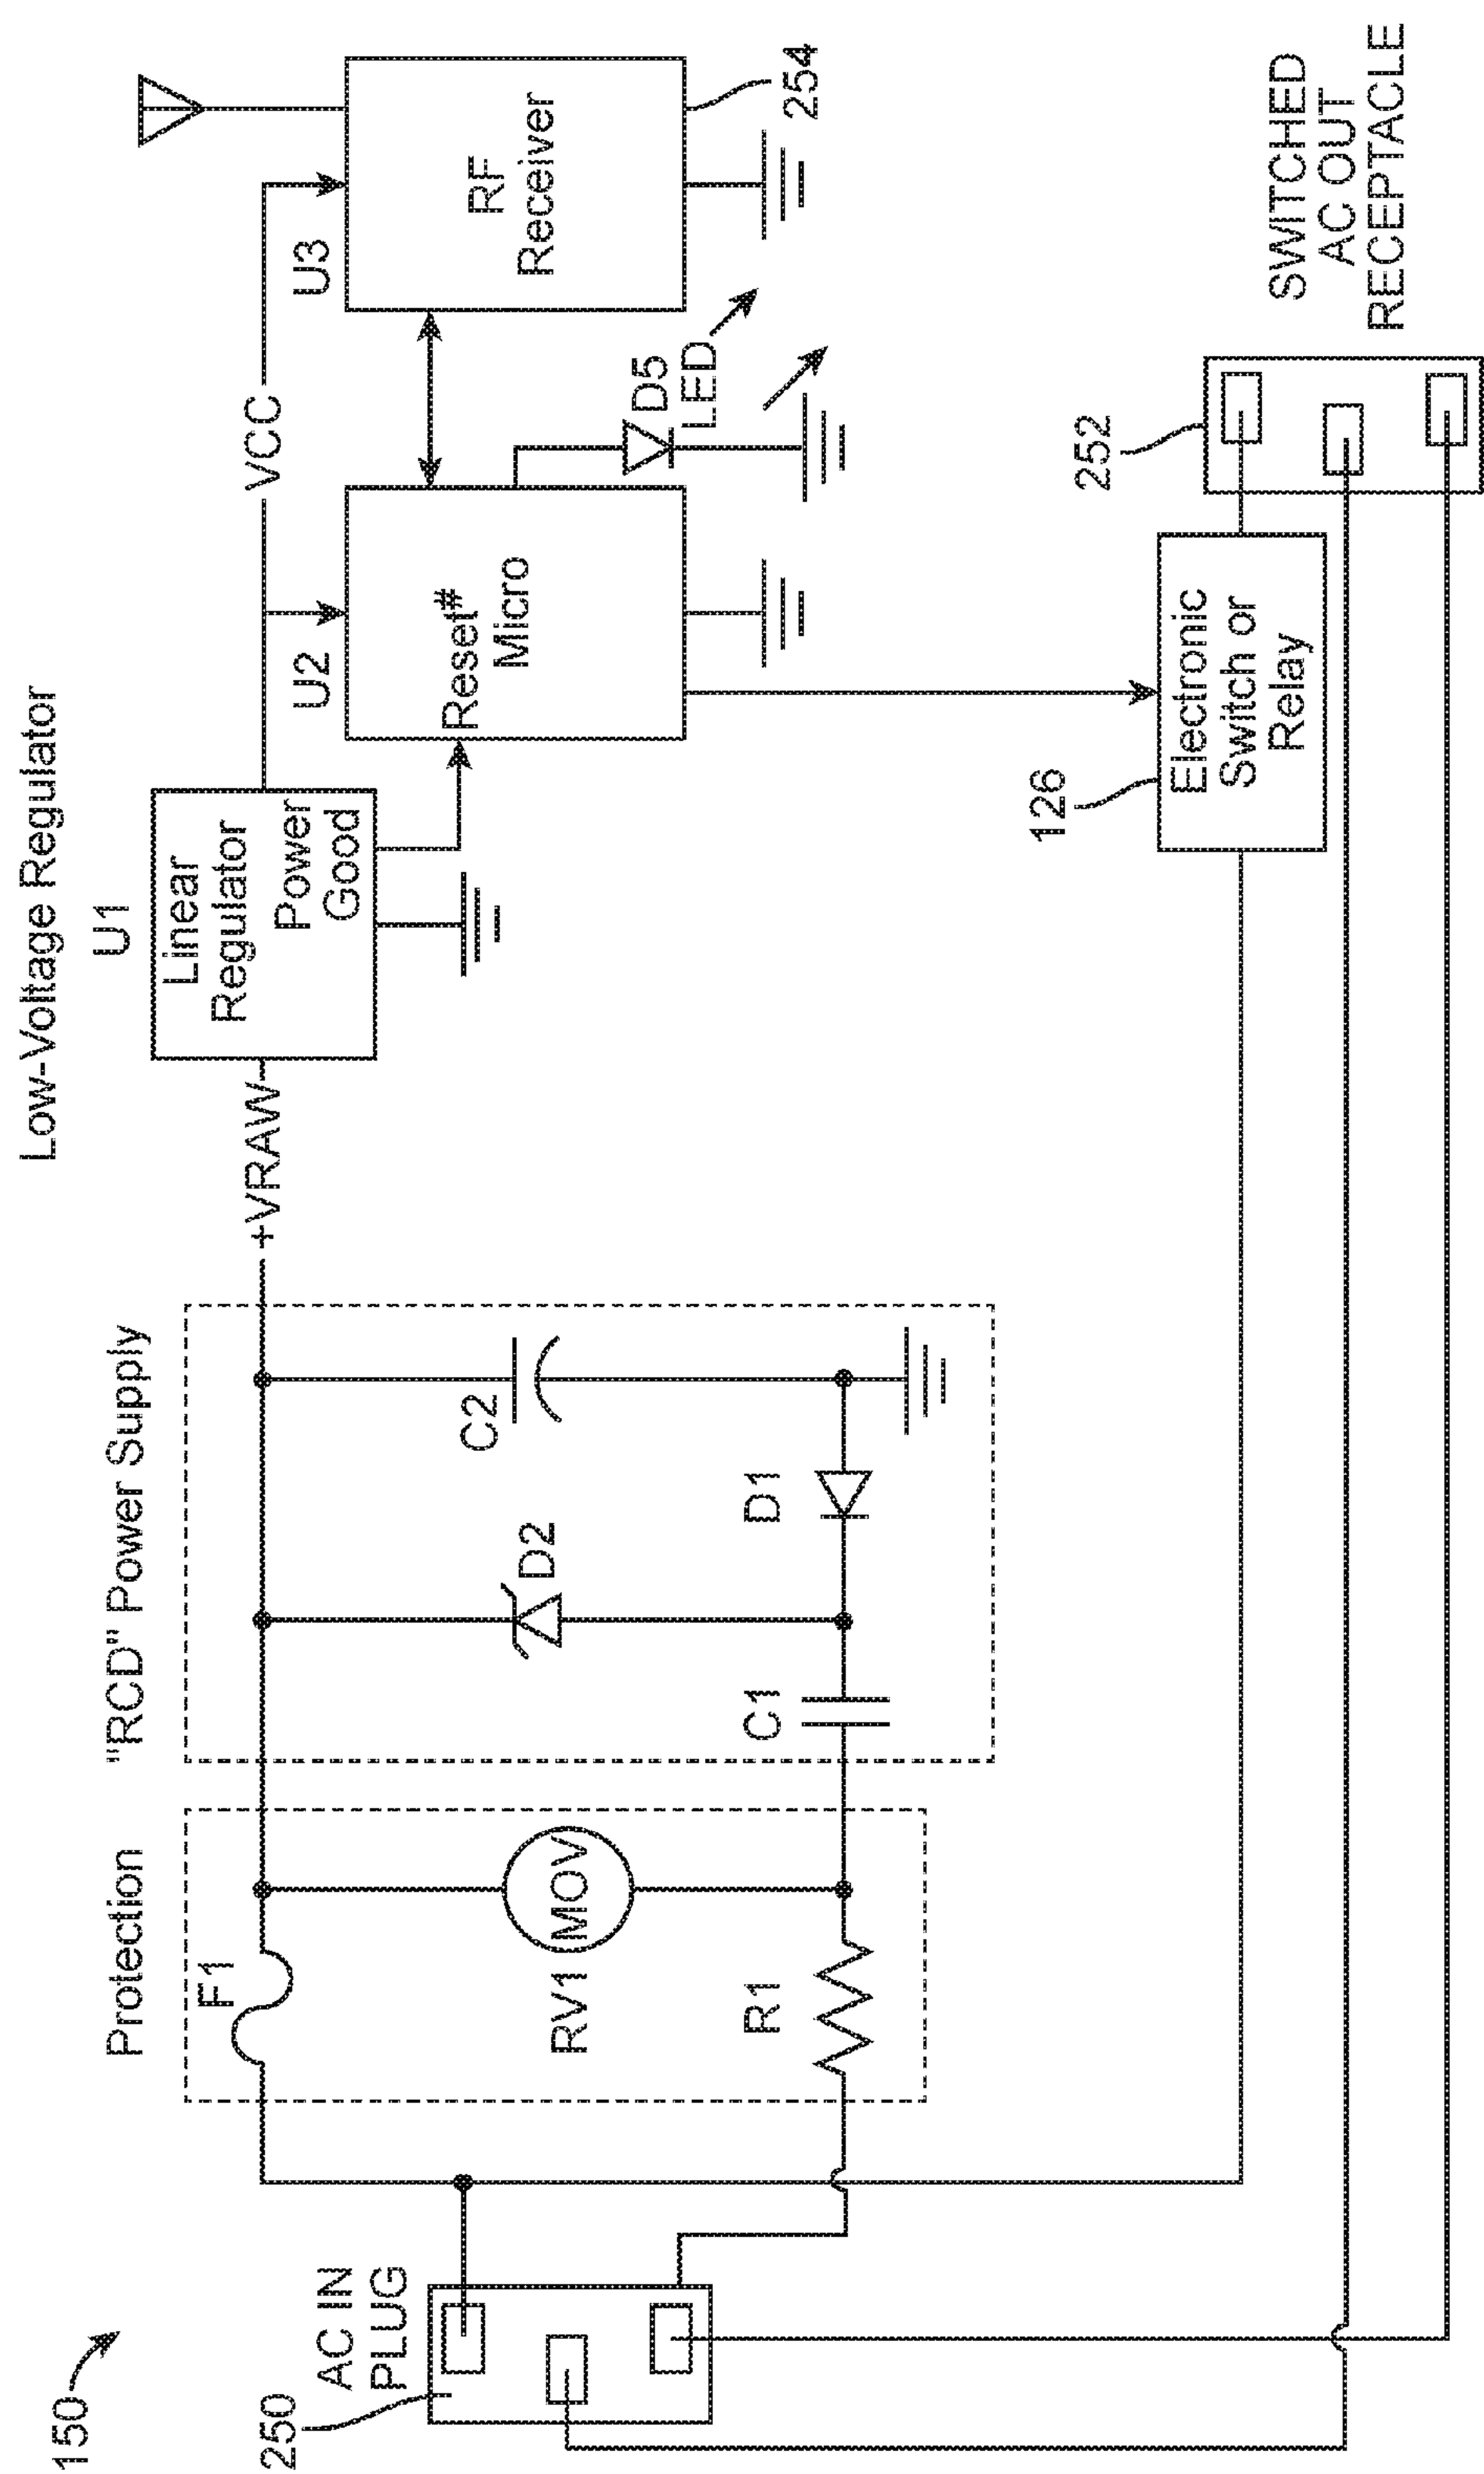 150
250
AC IN
PLUG
Protection
F1
RV1
MOV
R1
"RCD" Power Supply
C1
D2
D1
C2
+VRAW
Low-Voltage Regulator
U1
Linear
Regulator
Power
Good
VCC
U2
Reset#
Micro
D5
LED
U3
RF
Receiver
254
126
Electronic
Switch or
Relay
252
SWITCHED
AC OUT
RECEPTACLE